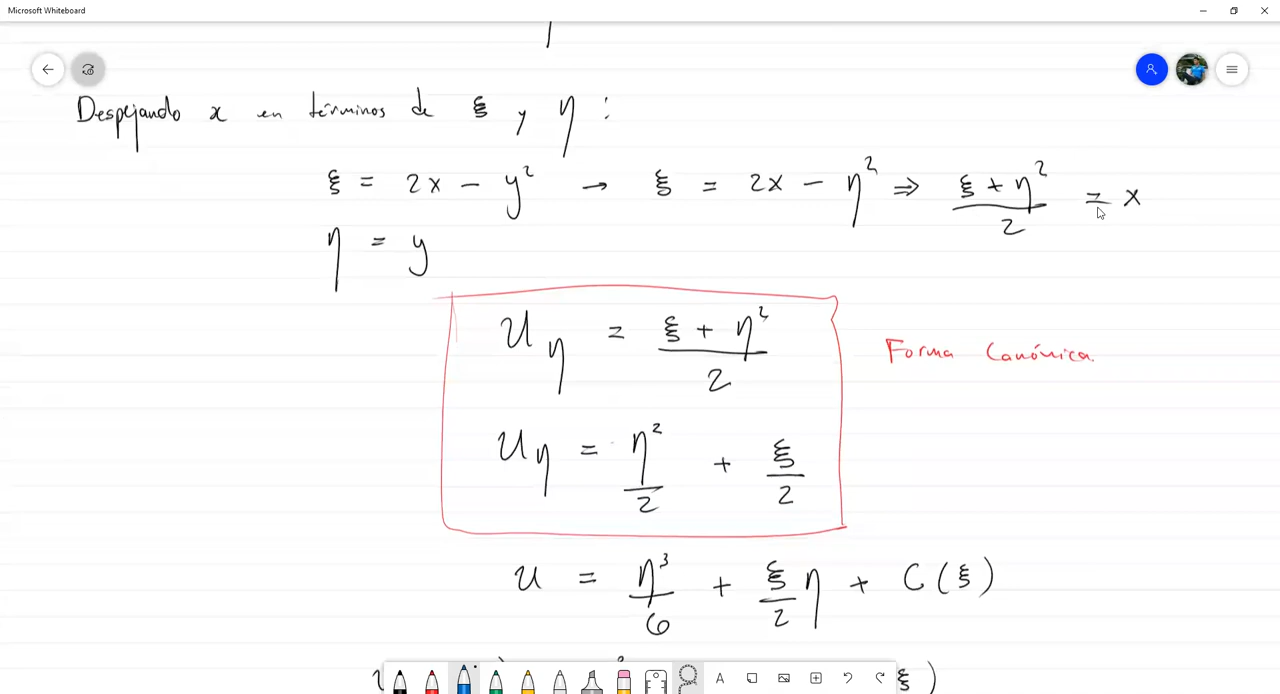 Microsoft Whiteboard
Despejando x en términos de ξ y η :
ξ = 2x - y² → ξ = 2x - η² ⇒ (ξ + η²)/2 = x
η = y
u_η = (ξ + η²)/2
Forma Canónica.
u_η = η²/2 + ξ/2
u = η³/6 + ξ/2 η + C(ξ)
ξ)